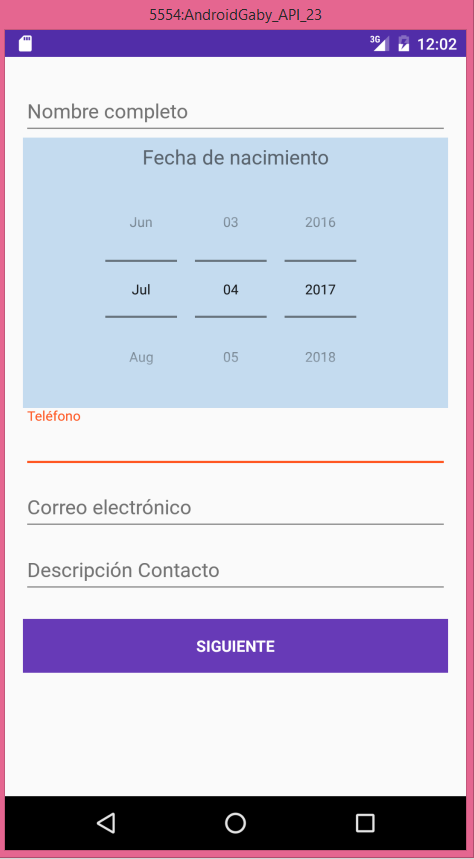 5554:AndroidGaby_API_23
3G 12:02
Nombre completo
Fecha de nacimiento
Jun 03 2016
Jul 04 2017
Aug 05 2018
Teléfono
Correo electrónico
Descripción Contacto
SIGUIENTE